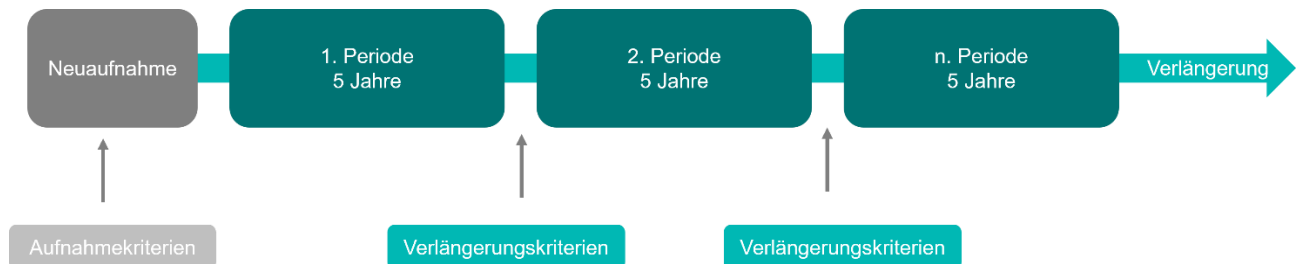 Neuaufnahme
1. Periode
5 Jahre
2. Periode
5 Jahre
n. Periode
5 Jahre
Verlängerung
Aufnahmekriterien
Verlängerungskriterien
Verlängerungskriterien